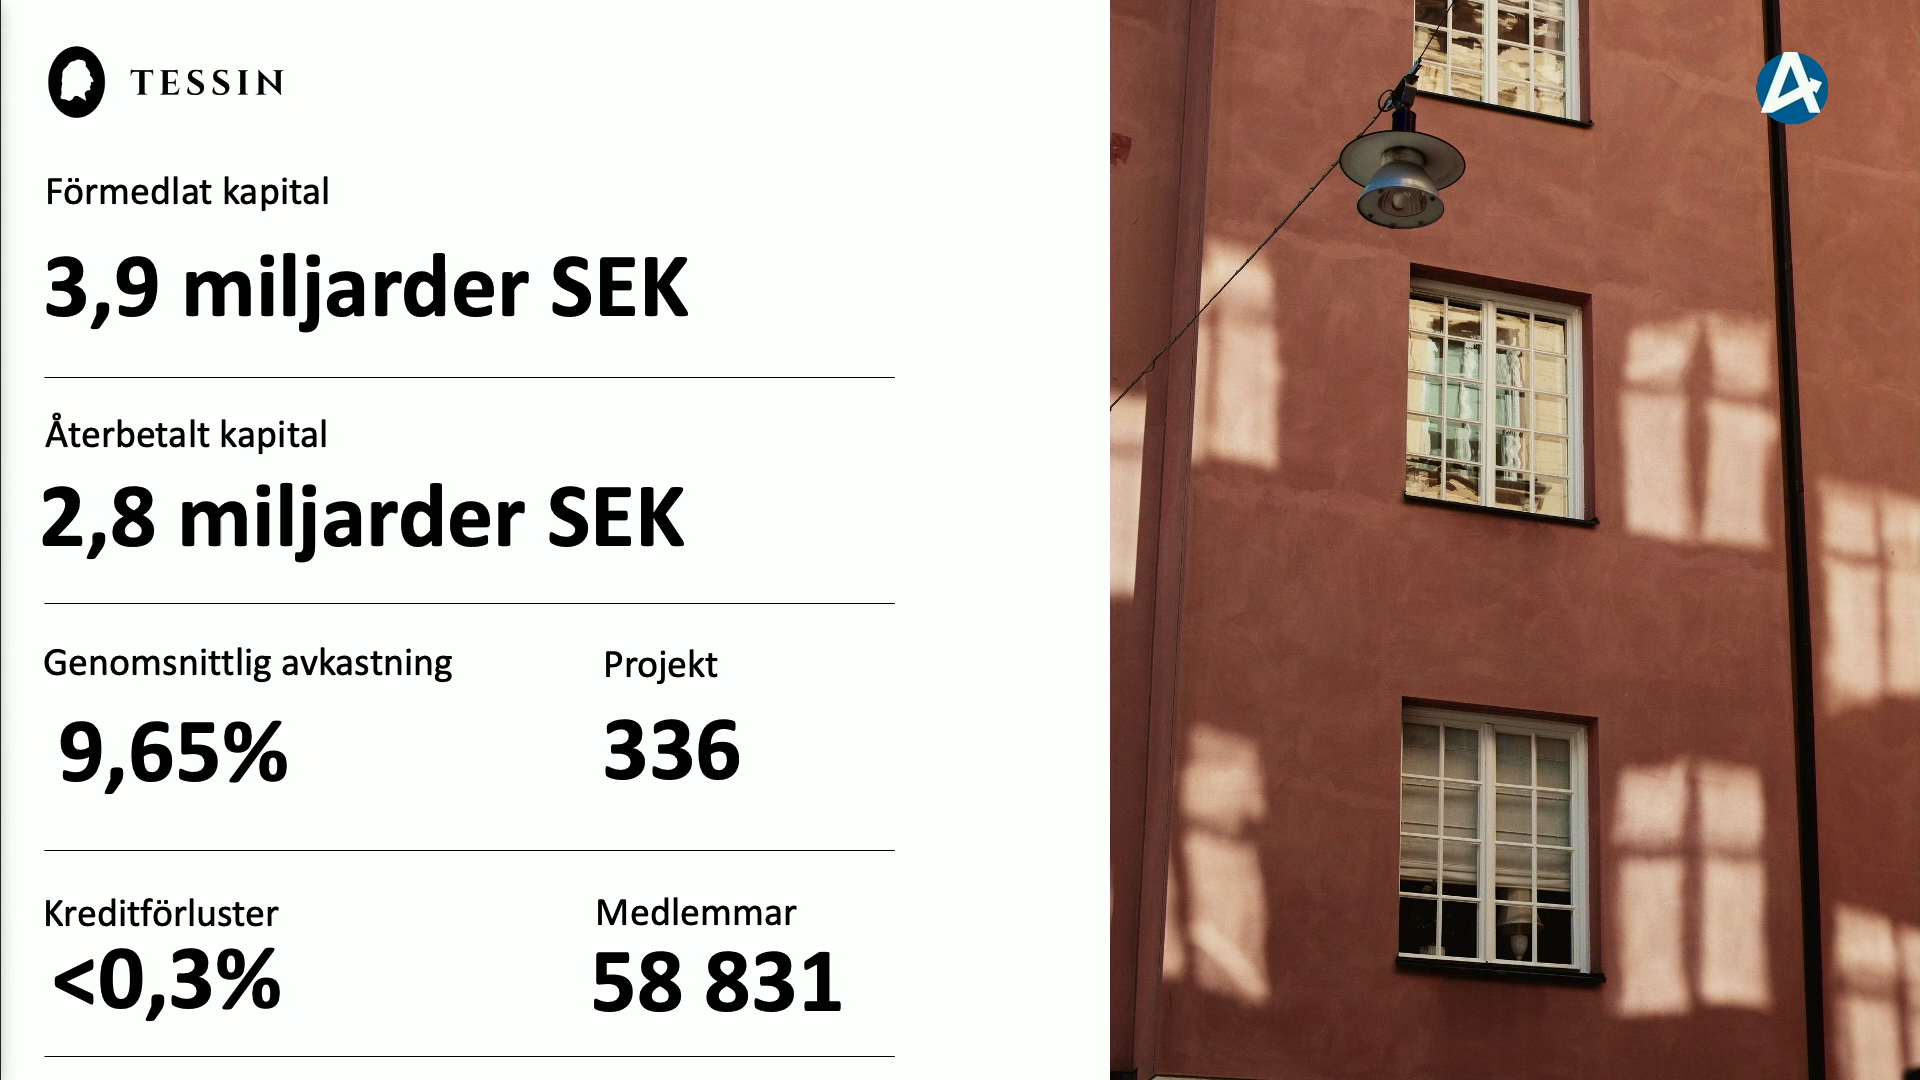 TESSIN
Förmedlat kapital
3,9 miljarder SEK
Återbetalt kapital
2,8 miljarder SEK
Genomsnittlig avkastning
Projekt
9,65%
336
Kreditförluster
Medlemmar
<0,3%
58 831